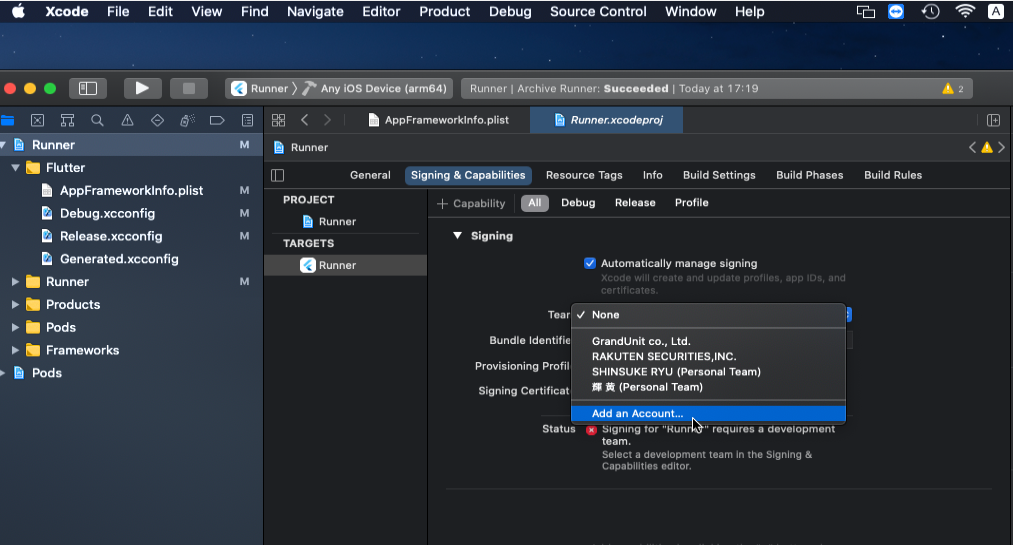 Xcode File Edit View Find Navigate Editor Product Debug Source Control Window Help A
Runner Any iOS Device (arm64) Runner | Archive Runner: Succeeded | Today at 17:19 2
AppFrameworkInfo.plist Runner.xcodeproj
Runner M
Runner
Flutter
General Signing & Capabilities Resource Tags Info Build Settings Build Phases Build Rules
AppFrameworkInfo.plist M
Debug.xcconfig M
Release.xcconfig M
Generated.xcconfig
Runner M
Products
Pods
Frameworks
Pods
PROJECT
Runner
TARGETS
Runner
+ Capability All Debug Release Profile
Signing
Automatically manage signing
Xcode will create and update profiles, app IDs, and
certificates.
None
Bundle
GrandUnit co., Ltd.
RAKUTEN SECURITIES,INC.
Provisioning
SHINSUKE RYU (Personal Team)
輝 黄 (Personal Team)
Signing
Add an Account...
Status Signing for "Runner" requires a development
team.
Select a development team in the Signing &
Capabilities editor.